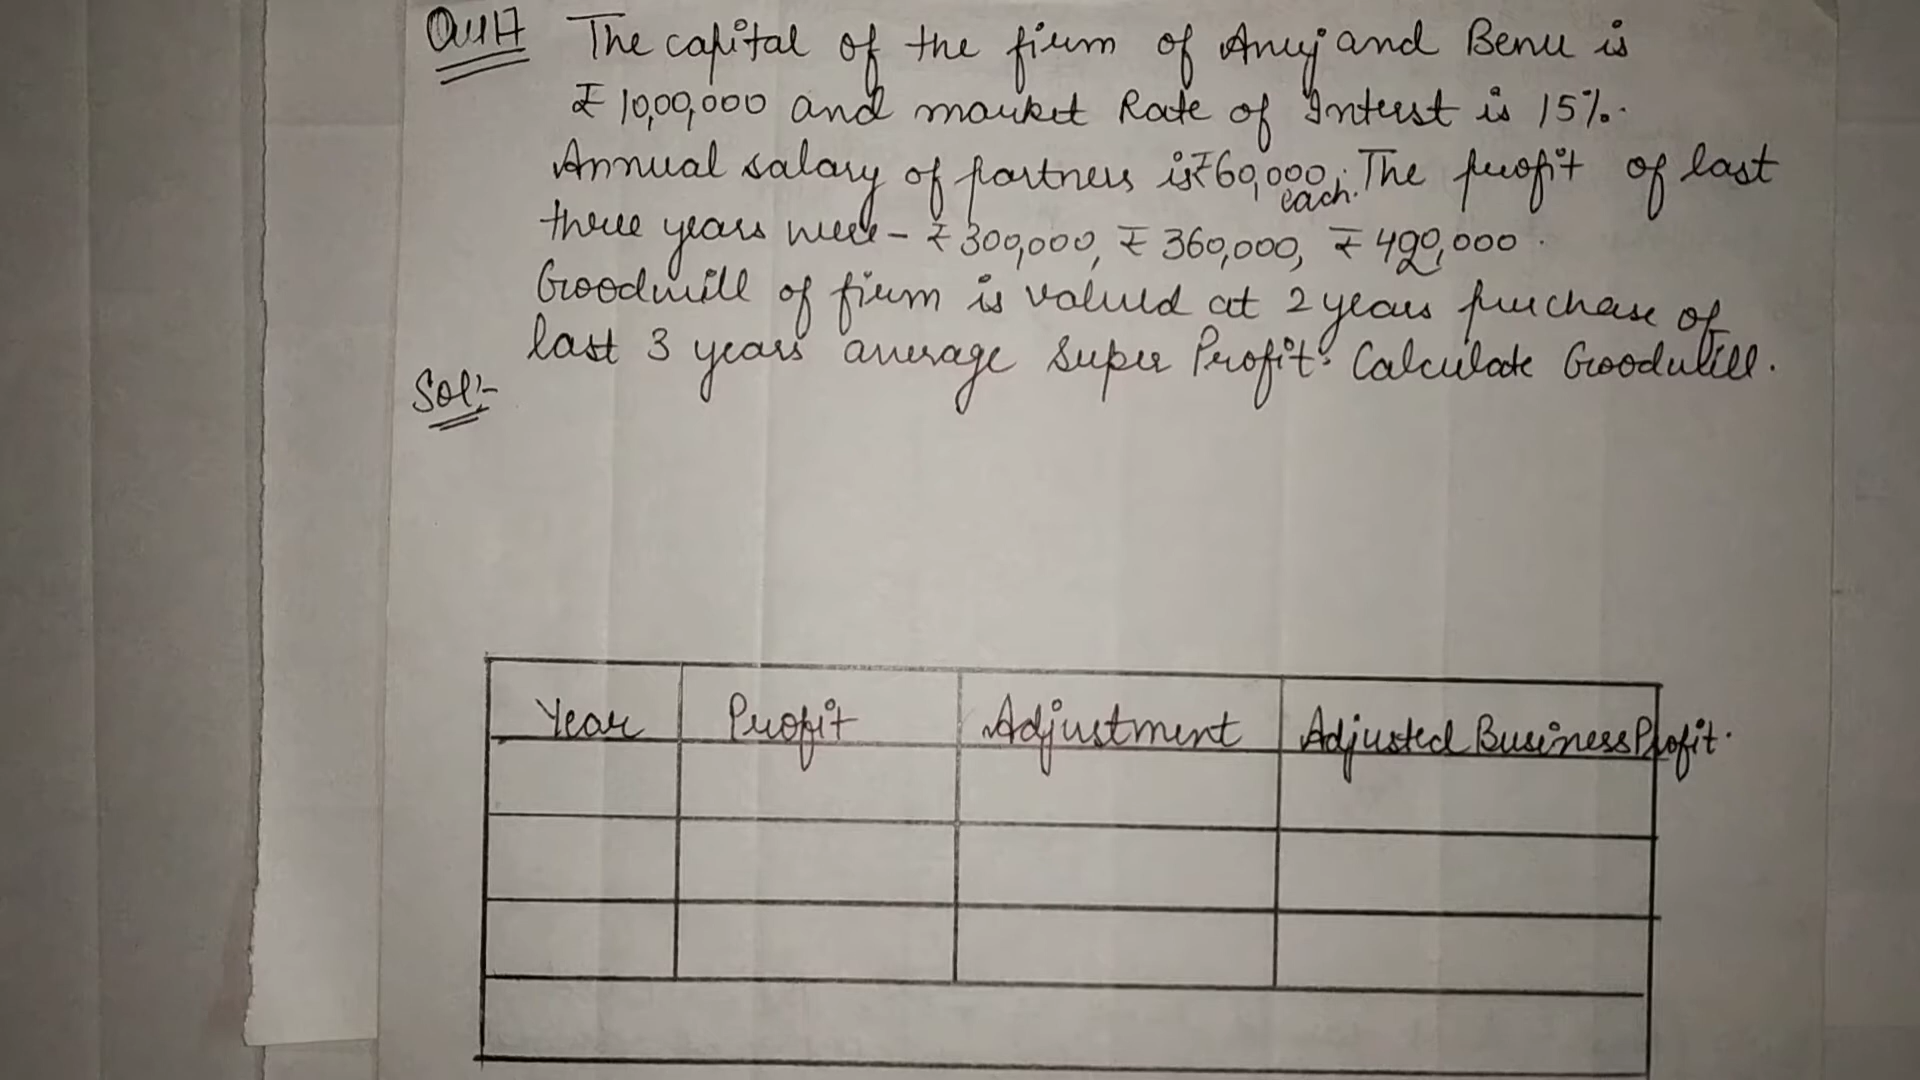 Qu17 The capital of the firm of Anuj and Benu is
₹ 10,00,000 and market Rate of Interest is 15%.
Annual salary of partners is ₹60,000 each. The profit of last
three years were - ₹ 300,000, ₹ 360,000, ₹ 420,000.
Goodwill of firm is valued at 2 years purchase of
last 3 years average Super Profit. Calculate Goodwill.
Sol:-
Year Profit Adjustment Adjusted Business Profit.